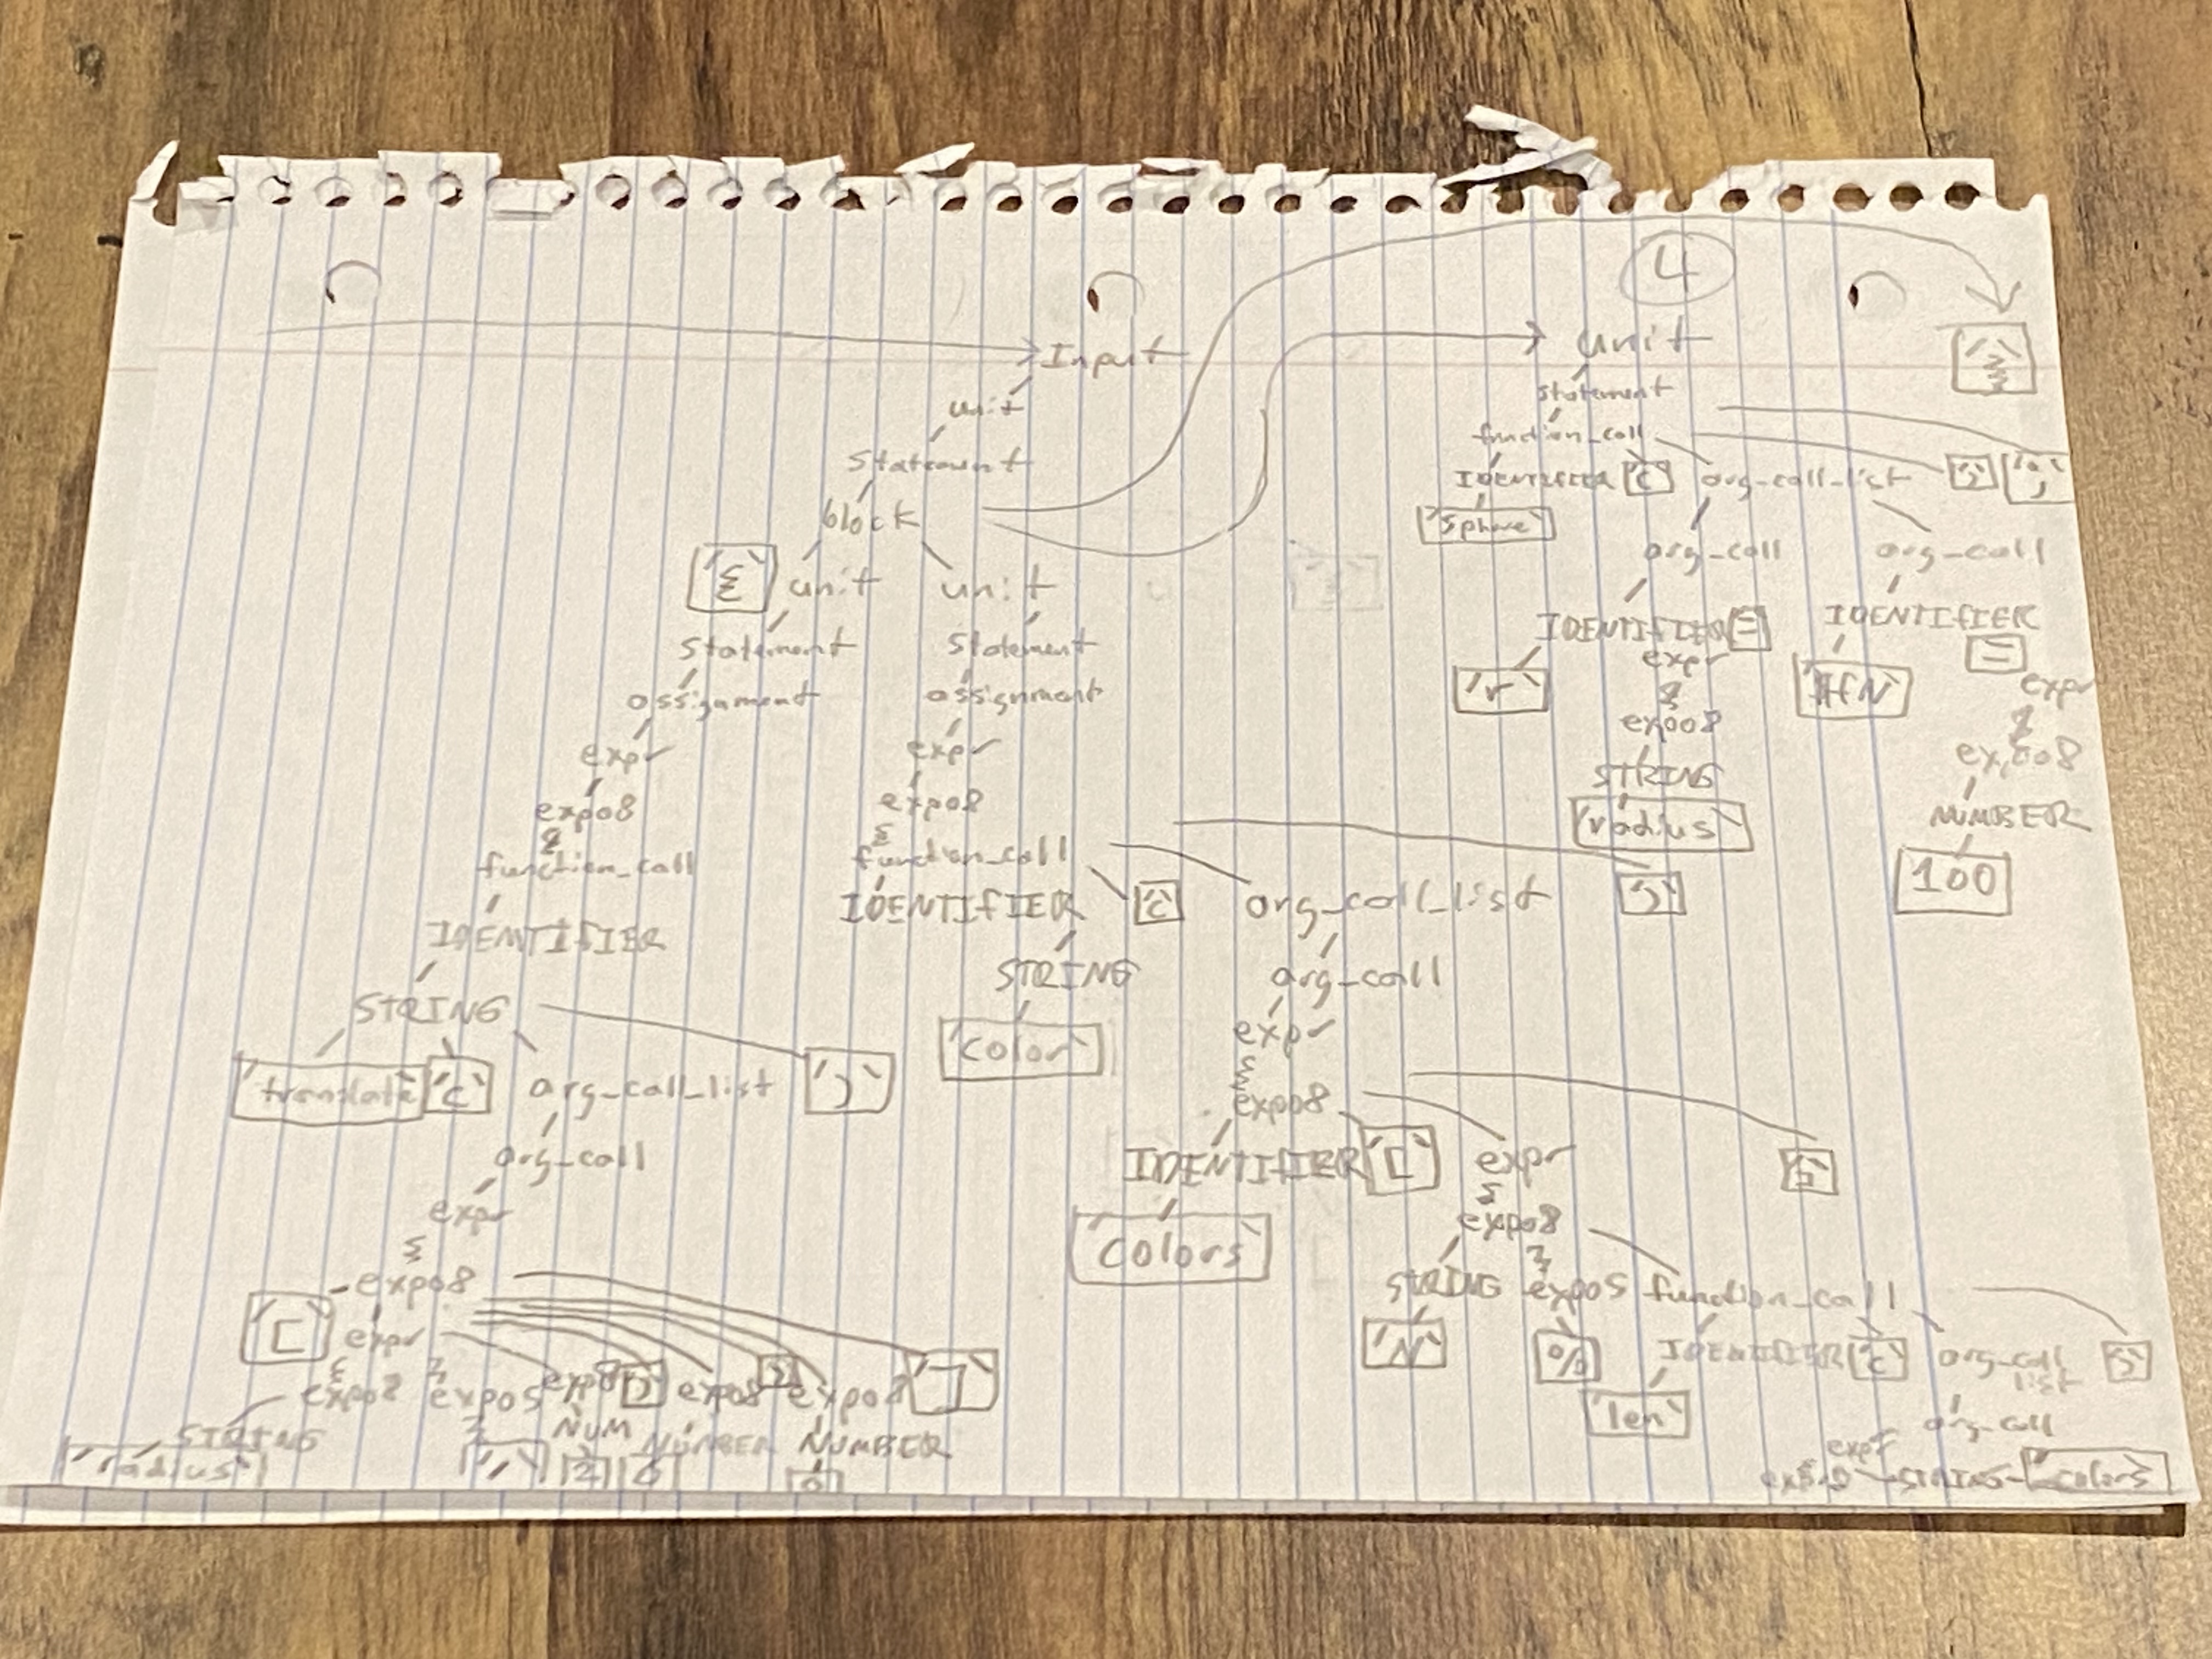 4
Input
unit
unit
statement
Statement
function_call
block
IDENTIFIER '(' arg_call_list ')' ';'
'sphere'
'{' unit unit
arg_call arg_call
Statement Statement
IDENTIFIER = IDENTIFIER =
assignment assignment
expr expr
'r' '$fN'
expr expr
expo8 expo8
expo8 expo8
STRING NUMBER
function_call function_call
'radius' 100
IDENTIFIER IDENTIFIER '(' arg_call_list ')'
STRING STRING
arg_call
'translate' '(' arg_call_list ')' 'color'
expr
arg_call
expo8
expr
IDENTIFIER '[' expr ']'
'colors'
expo8
expo8
'[' expr ']'
STRING expo5 function_call
'N' '%' IDENTIFIER '(' arg_call list ')'
expo8 expo5 expo8 , expo8 , expo8
'len'
STRING NUM NUMBER NUMBER
arg_call
'radius' '/' 2 0 0
expr
expo8 STRING 'colors'